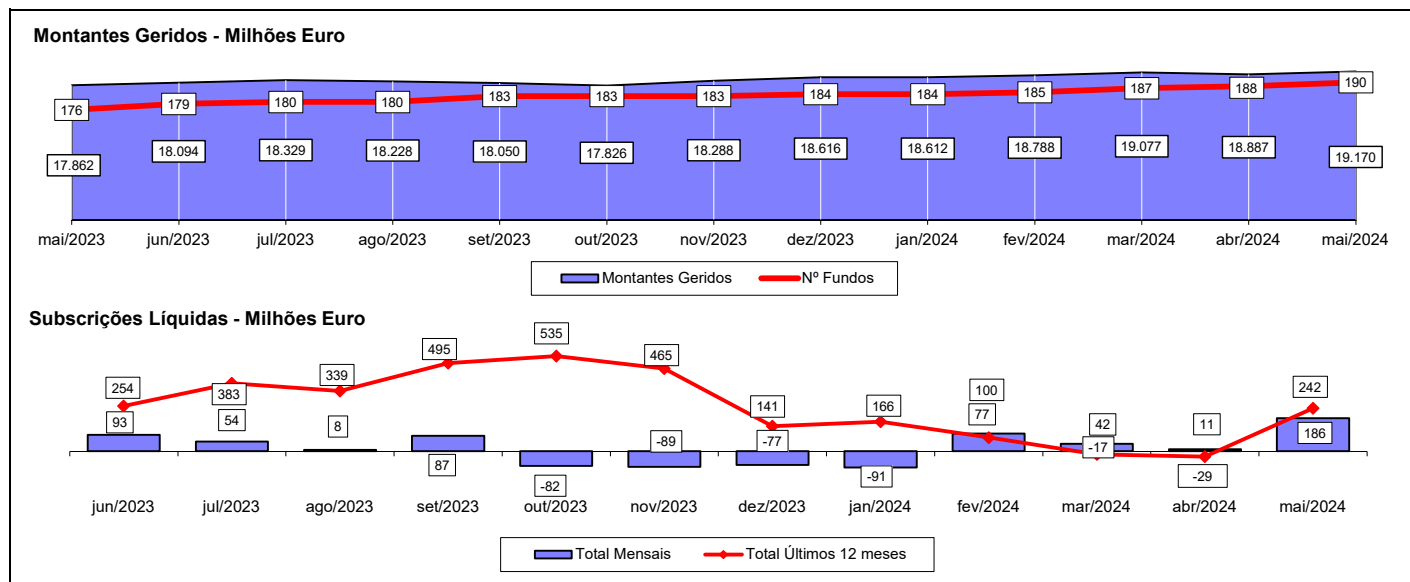 Montantes Geridos - Milhões Euro
176 179 180 180 183 183 183 184 184 185 187 188 190
17.862 18.094 18.329 18.228 18.050 17.826 18.288 18.616 18.612 18.788 19.077 18.887 19.170
mai/2023 jun/2023 jul/2023 ago/2023 set/2023 out/2023 nov/2023 dez/2023 jan/2024 fev/2024 mar/2024 abr/2024 mai/2024
Montantes Geridos Nº Fundos
Subscrições Líquidas - Milhões Euro
254 383 339 495 535 465 141 166 77 -17 -29 242
93 54 8 87 -82 -89 -77 -91 100 42 11 186
jun/2023 jul/2023 ago/2023 set/2023 out/2023 nov/2023 dez/2023 jan/2024 fev/2024 mar/2024 abr/2024 mai/2024
Total Mensais Total Últimos 12 meses